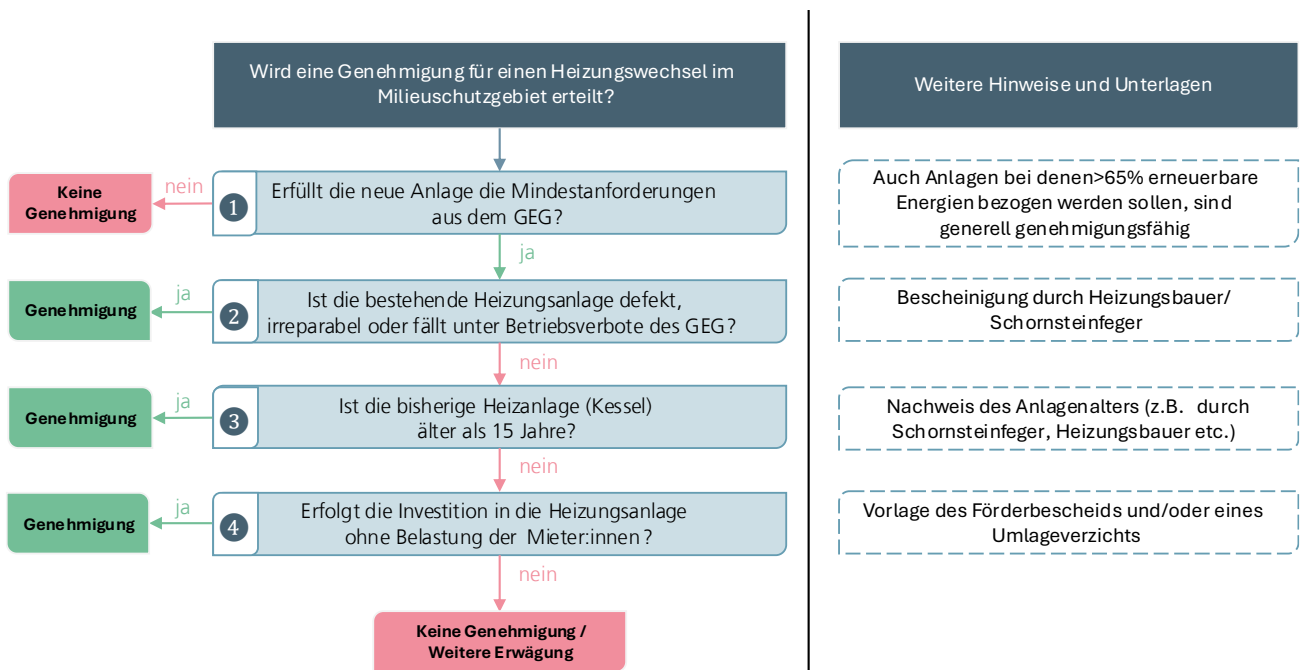 Wird eine Genehmigung für einen Heizungswechsel im
Milieuschutzgebiet erteilt?
Weitere Hinweise und Unterlagen
Keine
Genehmigung
nein
1
Erfüllt die neue Anlage die Mindestanforderungen
aus dem GEG?
Auch Anlagen bei denen>65% erneuerbare
Energien bezogen werden sollen, sind
generell genehmigungsfähig
ja
Genehmigung
ja
2
Ist die bestehende Heizungsanlage defekt,
irreparabel oder fällt unter Betriebsverbote des GEG?
Bescheinigung durch Heizungsbauer/
Schornsteinfeger
nein
Genehmigung
ja
3
Ist die bisherige Heizanlage (Kessel)
älter als 15 Jahre?
Nachweis des Anlagenalters (z.B. durch
Schornsteinfeger, Heizungsbauer etc.)
nein
Genehmigung
ja
4
Erfolgt die Investition in die Heizungsanlage
ohne Belastung der Mieter:innen ?
Vorlage des Förderbescheids und/oder eines
Umlageverzichts
nein
Keine Genehmigung /
Weitere Erwägung